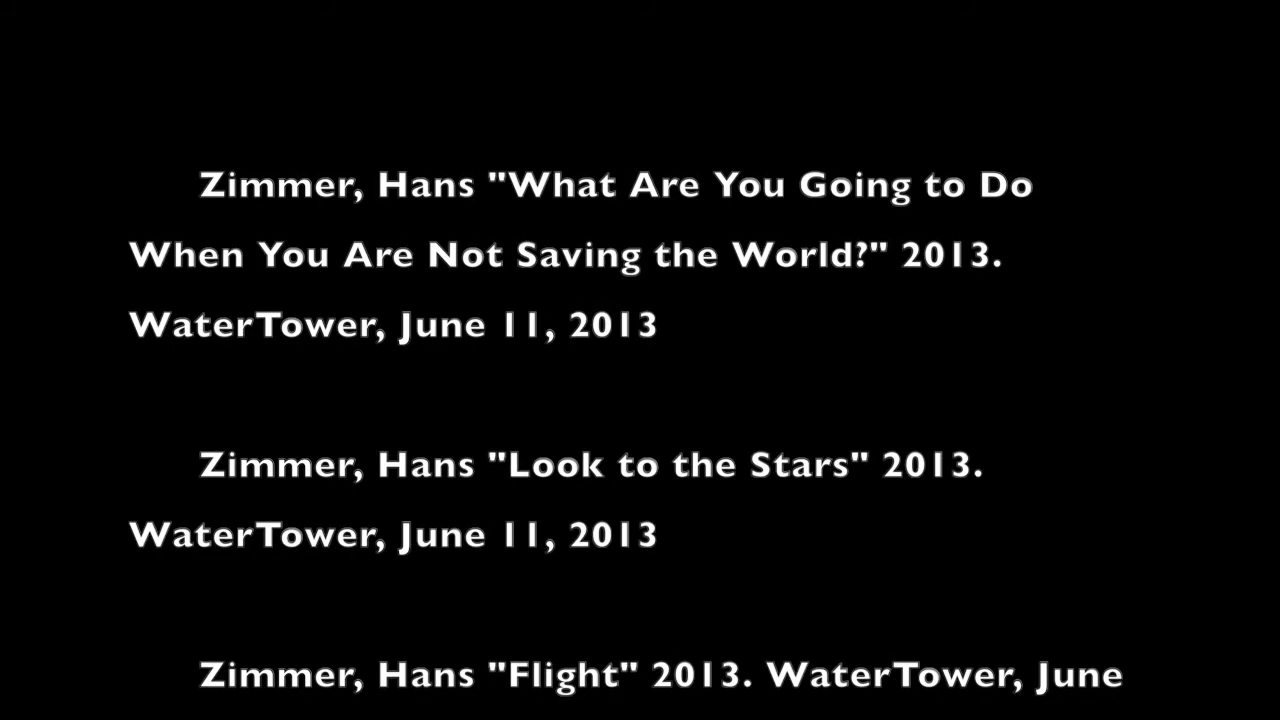 Zimmer, Hans "What Are You Going to Do
When You Are Not Saving the World?" 2013.
WaterTower, June 11, 2013
Zimmer, Hans "Look to the Stars" 2013.
WaterTower, June 11, 2013
Zimmer, Hans "Flight" 2013. WaterTower, June